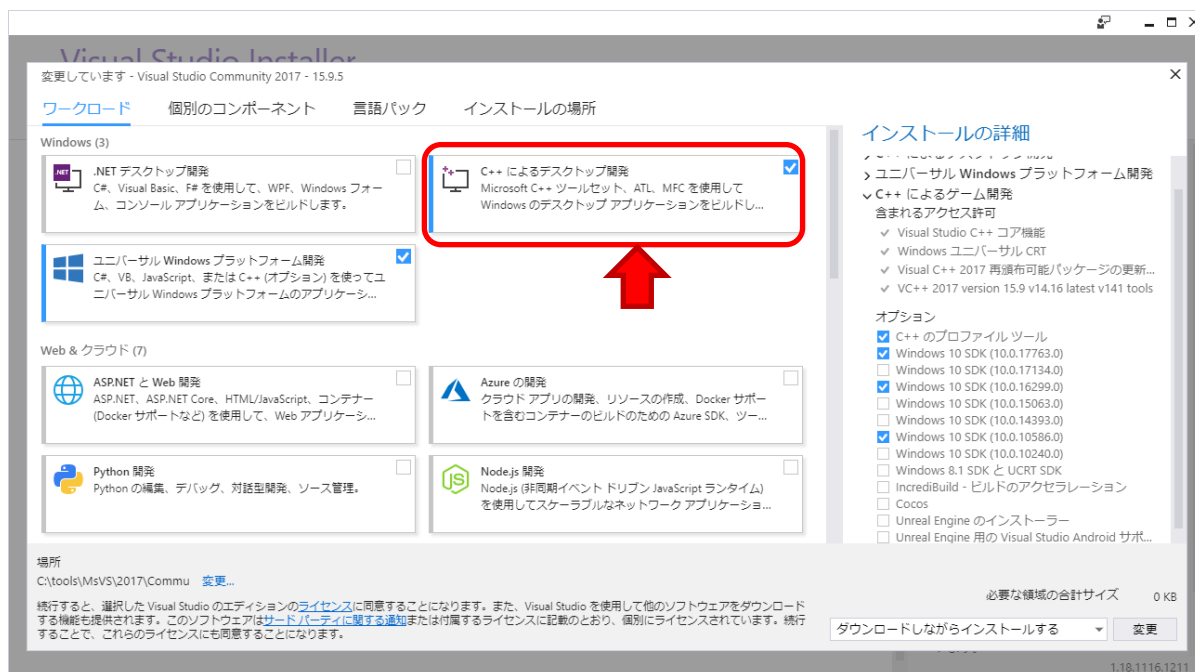 Visual Studio Installer
変更しています - Visual Studio Community 2017 - 15.9.5
ワークロード 個別のコンポーネント 言語パック インストールの場所
Windows (3)
.NET デスクトップ開発
C#、Visual Basic、F# を使用して、WPF、Windows フォー
ム、コンソール アプリケーションをビルドします。
C++ によるデスクトップ開発
Microsoft C++ ツールセット、ATL、MFC を使用して
Windows のデスクトップ アプリケーションをビルドし...
ユニバーサル Windows プラットフォーム開発
C#、VB、JavaScript、または C++ (オプション) を使ってユ
ニバーサル Windows プラットフォームのアプリケーシ...
Web & クラウド (7)
ASP.NET と Web 開発
ASP.NET、ASP.NET Core、HTML/JavaScript、コンテナー
(Docker サポートなど) を使用して、Web アプリケーシ...
Azure の開発
クラウド アプリの開発、リソースの作成、Docker サポー
トを含むコンテナーのビルドのための Azure SDK、ツー...
Python 開発
Python の編集、デバッグ、対話型開発、ソース管理。
Node.js 開発
Node.js (非同期イベント ドリブン JavaScript ランタイム)
を使用してスケーラブルなネットワーク アプリケーショ...
インストールの詳細
C++ によるデスクトップ開発
ユニバーサル Windows プラットフォーム開発
C++ によるゲーム開発
含まれるアクセス許可
Visual Studio C++ コア機能
Windows ユニバーサル CRT
Visual C++ 2017 再頒布可能パッケージの更新...
VC++ 2017 version 15.9 v14.16 latest v141 tools
オプション
C++ のプロファイル ツール
Windows 10 SDK (10.0.17763.0)
Windows 10 SDK (10.0.17134.0)
Windows 10 SDK (10.0.16299.0)
Windows 10 SDK (10.0.15063.0)
Windows 10 SDK (10.0.14393.0)
Windows 10 SDK (10.0.10586.0)
Windows 10 SDK (10.0.10240.0)
Windows 8.1 SDK と UCRT SDK
IncrediBuild - ビルドのアクセラレーション
Cocos
Unreal Engine のインストーラー
Unreal Engine 用の Visual Studio Android サポ...
場所
C:\tools\MsVS\2017\Commu 変更...
続行すると、選択した Visual Studio のエディションのライセンスに同意することになります。また、Visual Studio を使用して他のソフトウェアをダウンロード
する機能も提供されます。このソフトウェアはサード パーティに関する通知または付属するライセンスに記載のとおり、個別にライセンスされています。続行
することで、これらのライセンスにも同意することになります。
必要な領域の合計サイズ 0 KB
ダウンロードしながらインストールする 変更
1.18.1116.1211